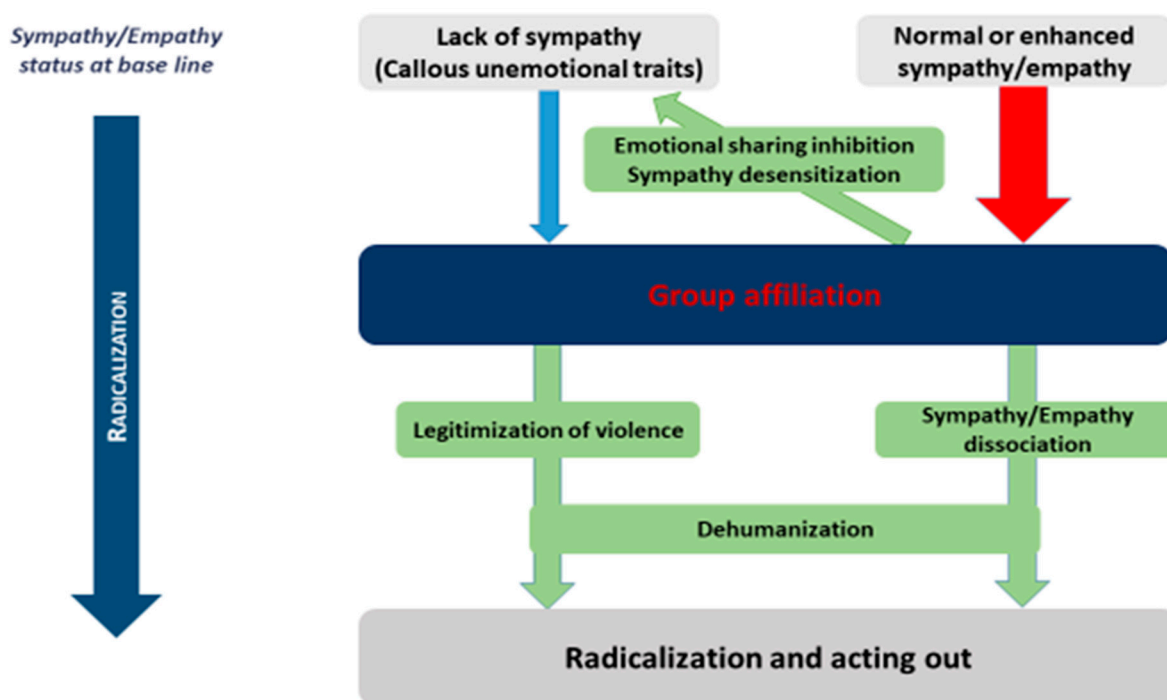 Sympathy/Empathy
status at base line
Lack of sympathy
(Callous unemotional traits)
Normal or enhanced
sympathy/empathy
Emotional sharing inhibition
Sympathy desensitization
Group affiliation
RADICALIZATION
Legitimization of violence
Sympathy/Empathy
dissociation
Dehumanization
Radicalization and acting out